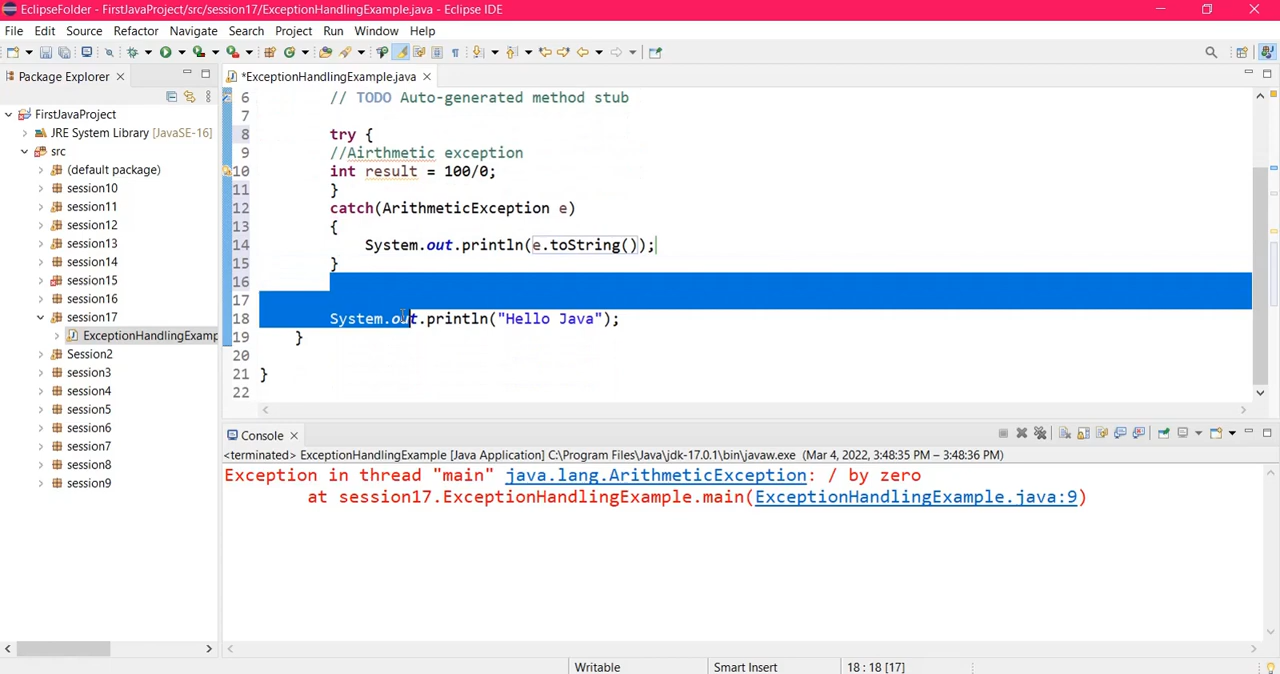 EclipseFolder - FirstJavaProject/src/session17/ExceptionHandlingExample.java - Eclipse IDE
File Edit Source Refactor Navigate Search Project Run Window Help
Package Explorer
*ExceptionHandlingExample.java
FirstJavaProject
JRE System Library [JavaSE-16]
src
(default package)
session10
session11
session12
session13
session14
session15
session16
session17
ExceptionHandlingExamp
Session2
session3
session4
session5
session6
session7
session8
session9
6 // TODO Auto-generated method stub
7
8 try {
9 //Airthmetic exception
10 int result = 100/0;
11 }
12 catch(ArithmeticException e)
13 {
14 System.out.println(e.toString());
15 }
16
17
18 System.out.println("Hello Java");
19 }
20
21 }
22
Console
<terminated> ExceptionHandlingExample [Java Application] C:\Program Files\Java\jdk-17.0.1\bin\javaw.exe (Mar 4, 2022, 3:48:35 PM – 3:48:36 PM)
Exception in thread "main" java.lang.ArithmeticException: / by zero
at session17.ExceptionHandlingExample.main(ExceptionHandlingExample.java:9)
Writable Smart Insert 18 : 18 [17]